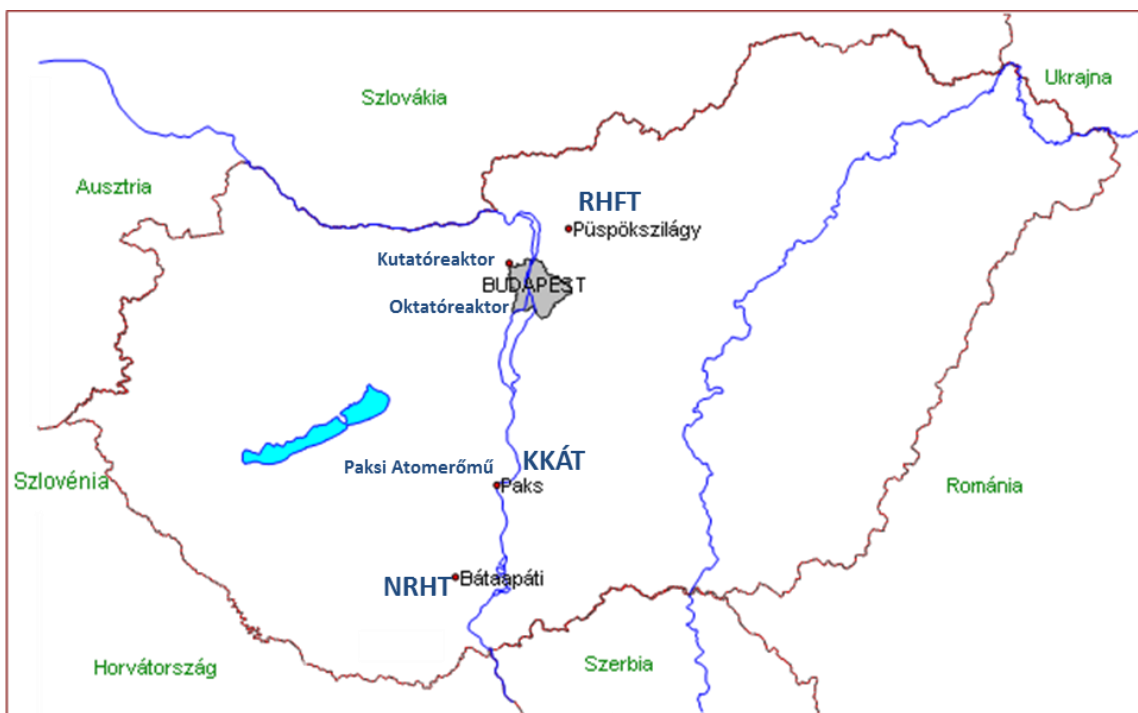 Szlovákia
Ukrajna
Ausztria
RHFT
Püspökszilágy
Kutatóreaktor
BUDAPEST
Oktatóreaktor
Paksi Atomerőmű
KKÁT
Paks
Szlovénia
Románia
NRHT
Bátaapáti
Horvátország
Szerbia